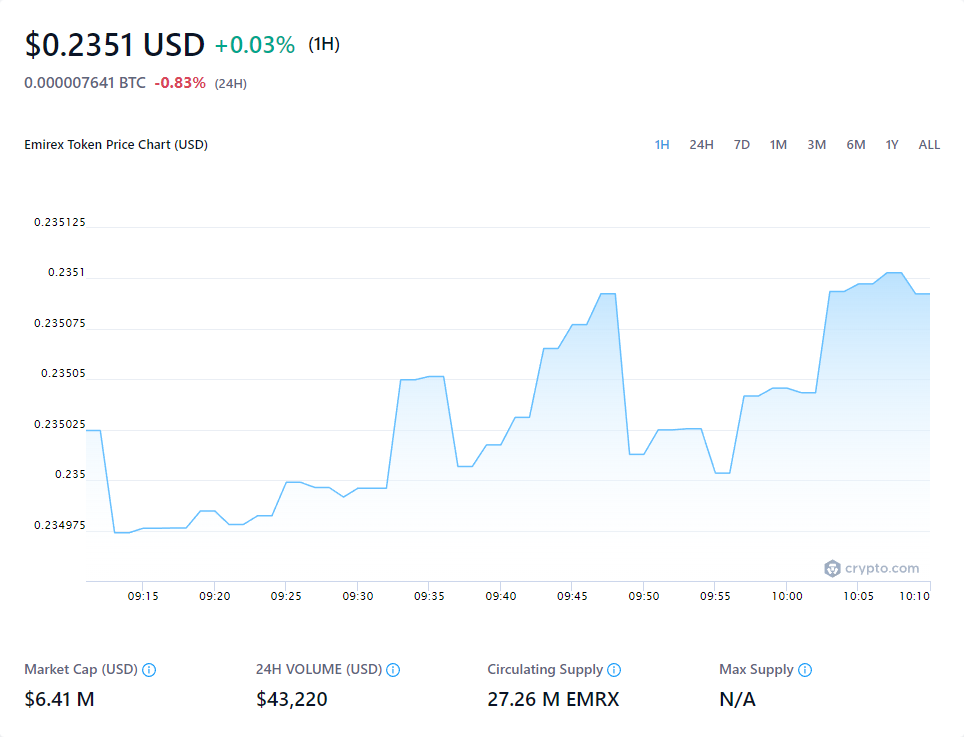 $0.2351 USD +0.03% (1H)
0.000007641 BTC -0.83% (24H)
Emirex Token Price Chart (USD) 1H 24H 7D 1M 3M 6M 1Y ALL
0.235125
0.2351
0.235075
0.23505
0.235025
0.235
0.234975
crypto.com
09:15 09:20 09:25 09:30 09:35 09:40 09:45 09:50 09:55 10:00 10:05 10:10
Market Cap (USD) 24H VOLUME (USD) Circulating Supply Max Supply
$6.41 M $43,220 27.26 M EMRX N/A